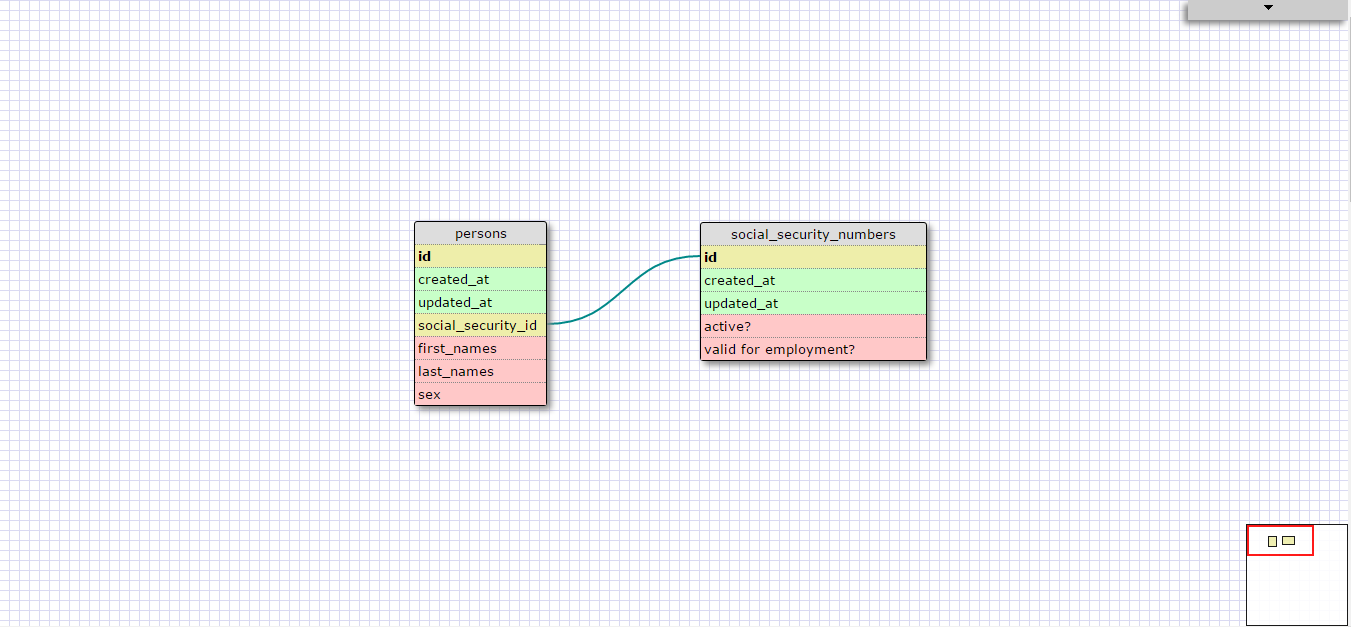 persons
id
created_at
updated_at
social_security_id
first_names
last_names
sex
social_security_numbers
id
created_at
updated_at
active?
valid for employment?